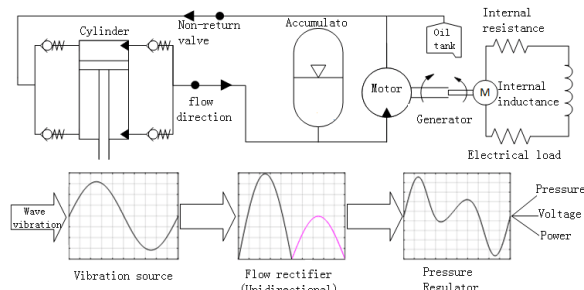 Non-return
valve
Cylinder
flow
direction
Accumulato
Oil
tank
Motor
Generator
M
Internal
resistance
Internal
inductance
Electrical load
Wave
vibration
Vibration source
Flow rectifier
(Unidirectional)
Pressure
Regulator
Pressure
Voltage
Power